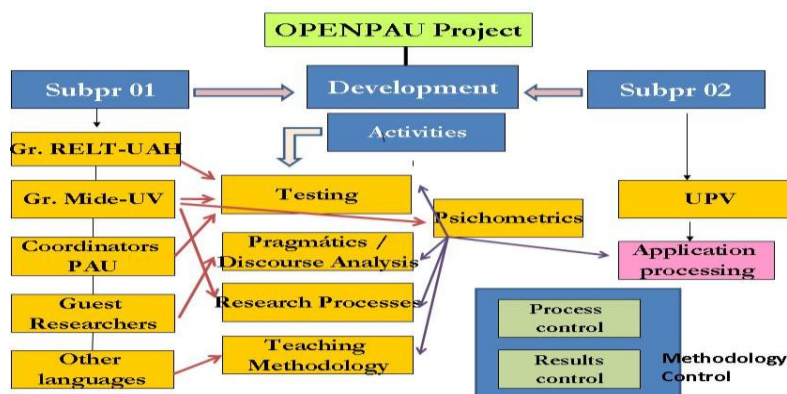 OPENPAU Project
Subpr 01
Development
Subpr 02
Activities
Gr. RELT-UAH
Gr. Mide-UV
Testing
Psichometrics
UPV
Coordinators
PAU
Pragmátics /
Discourse Analysis
Application
processing
Guest
Researchers
Research Processes
Process
control
Other
languages
Teaching
Methodology
Results
control
Methodology
Control